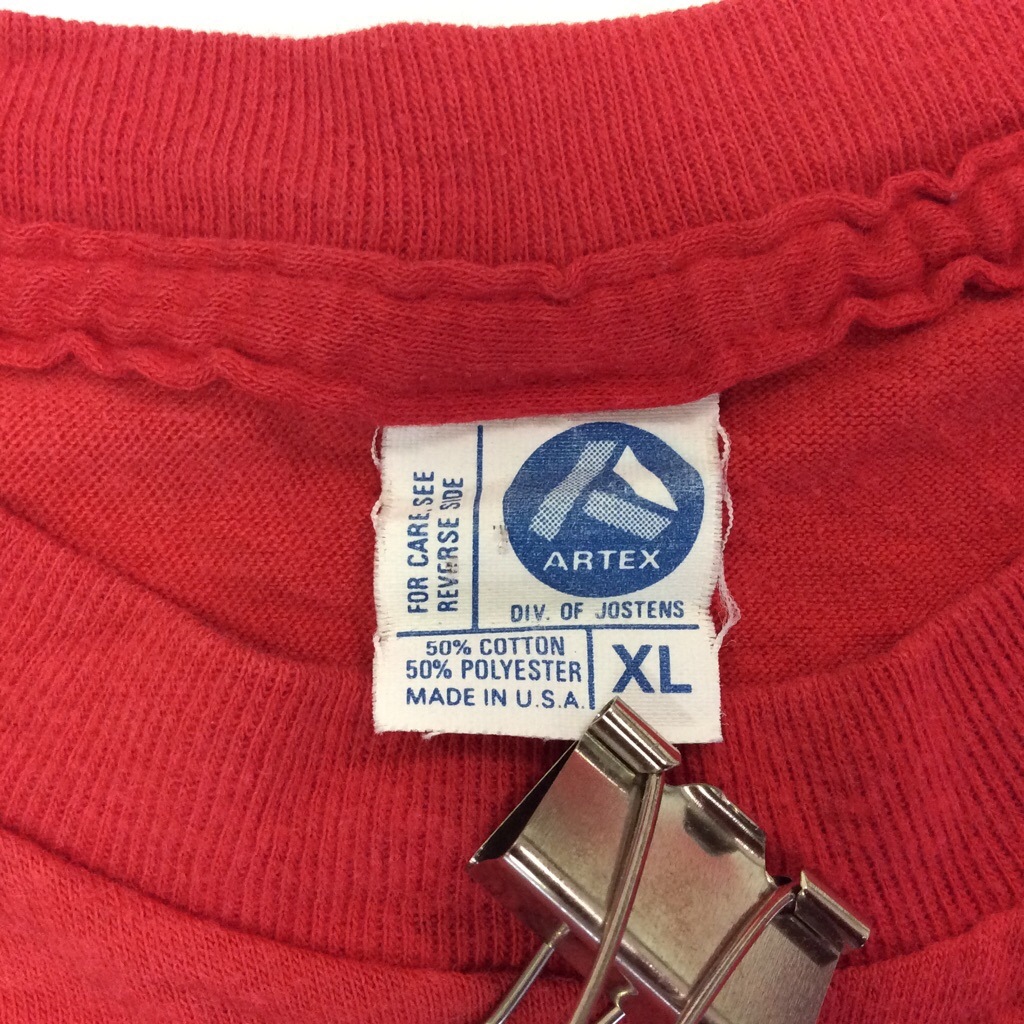 FOR CARE SEE
REVERSE SIDE
ARTEX
DIV. OF JOSTENS
50% COTTON
50% POLYESTER
MADE IN U.S.A.
XL